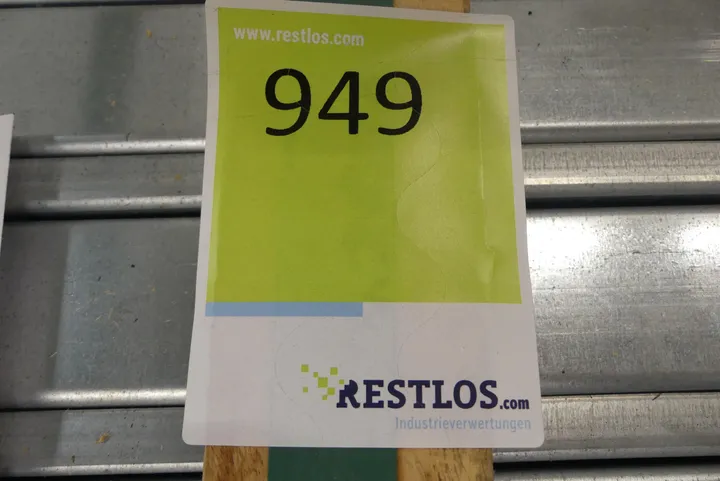 www.restlos.com
949
RESTLOS.com
Industrieverwertungen